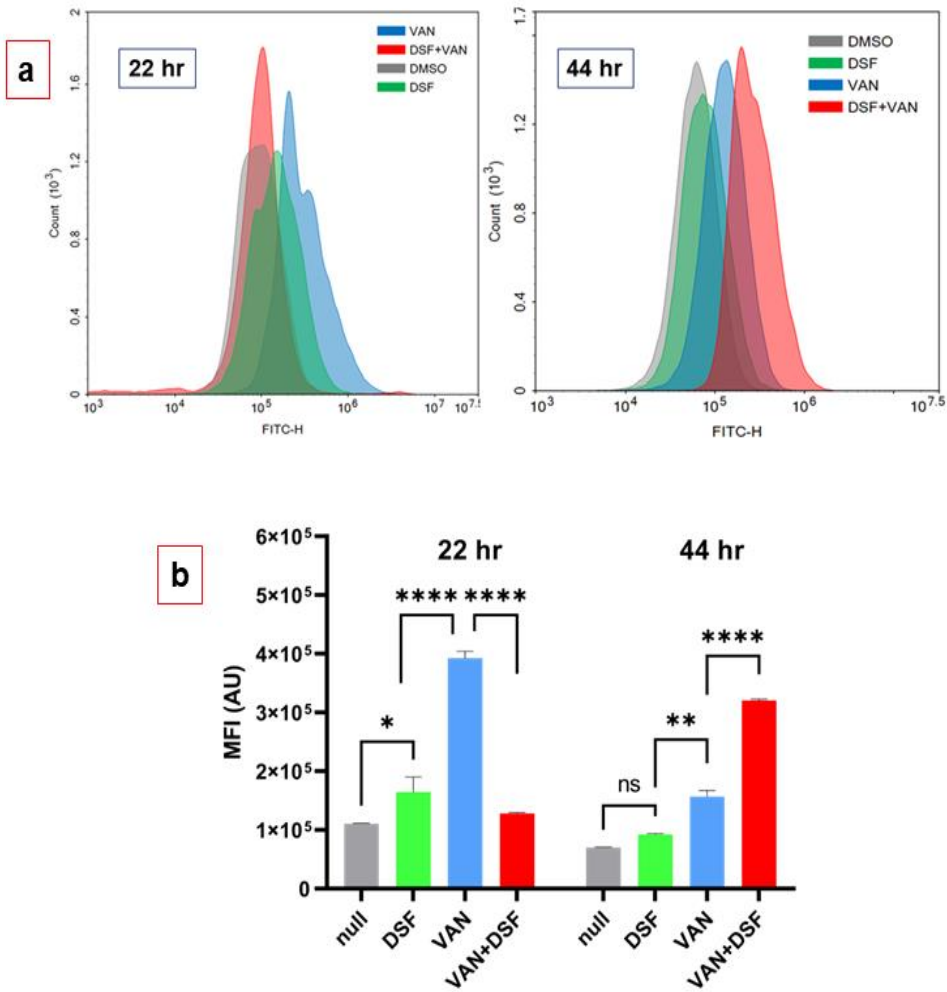 a
22 hr
VAN
DSF+VAN
DMSO
DSF
2
1.6
1.2
0.8
0.4
0
Count (10³)
10³ 10⁴ 10⁵ 10⁶ 10⁷ 10⁷·⁵
FITC-H
44 hr
DMSO
DSF
VAN
DSF+VAN
1.7
1.2
0.8
0.4
0
Count (10³)
10³ 10⁴ 10⁵ 10⁶ 10⁷·⁵
FITC-H
b
22 hr 44 hr
6×10⁵
5×10⁵
4×10⁵
3×10⁵
2×10⁵
1×10⁵
0
MFI (AU)
* **** ****
ns ** ****
null DSF VAN VAN+DSF null DSF VAN VAN+DSF